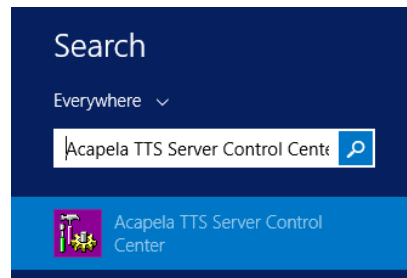 Search
Everywhere
Acapela TTS Server Control Cente
Acapela TTS Server Control
Center